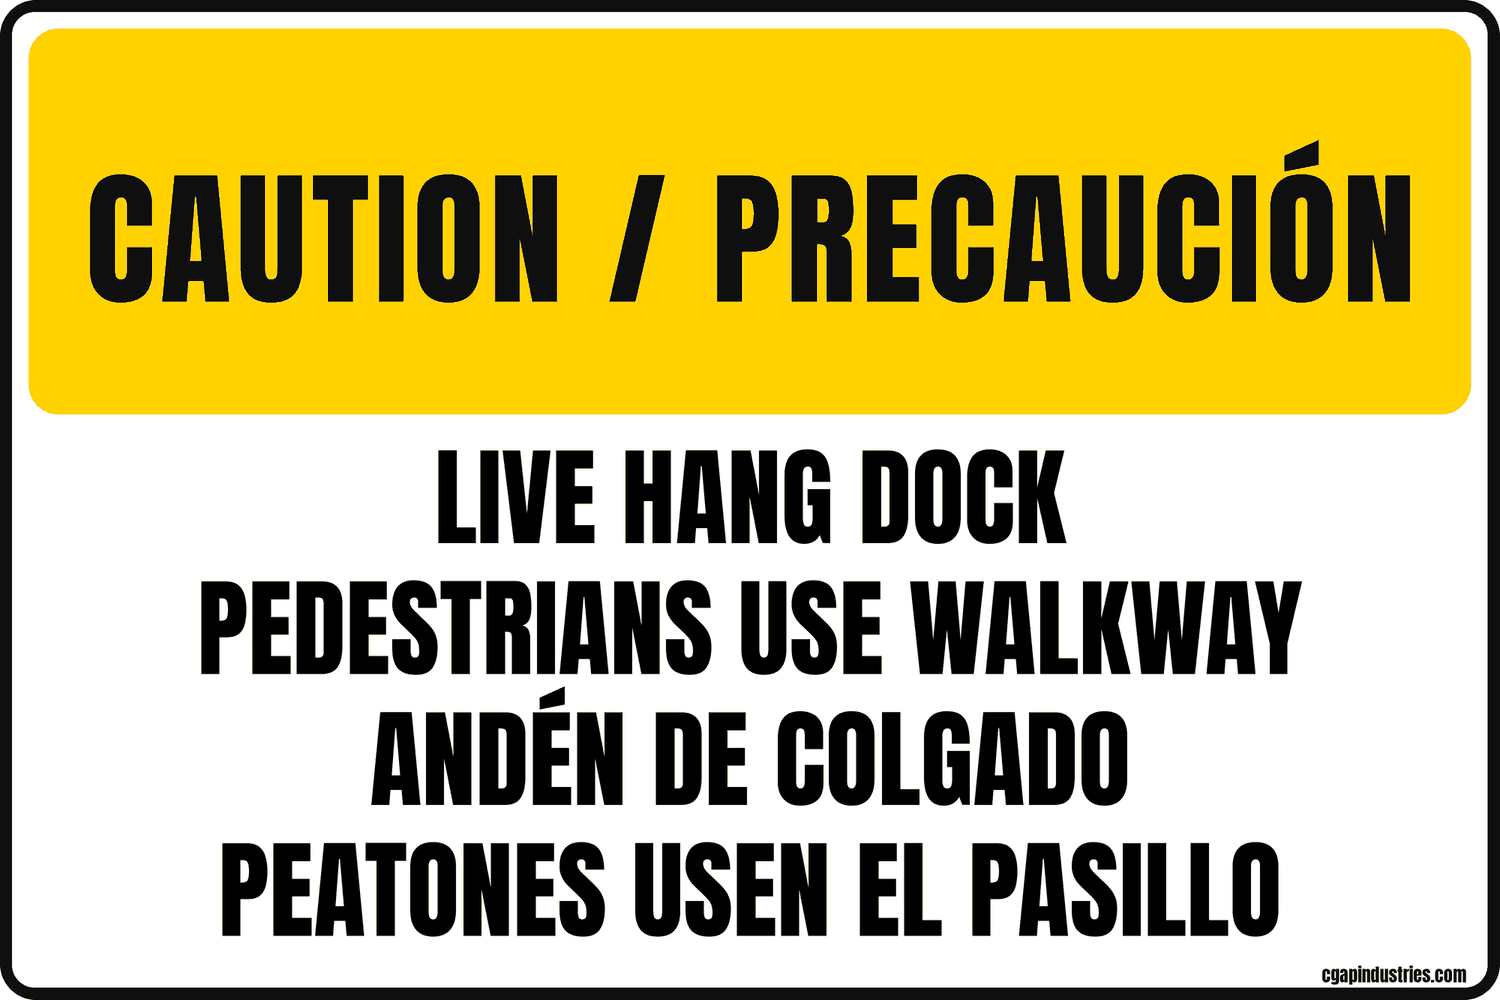 CAUTION / PRECAUCIÓN
LIVE HANG DOCK
PEDESTRIANS USE WALKWAY
ANDÉN DE COLGADO
PEATONES USEN EL PASILLO
cgapindustries.com